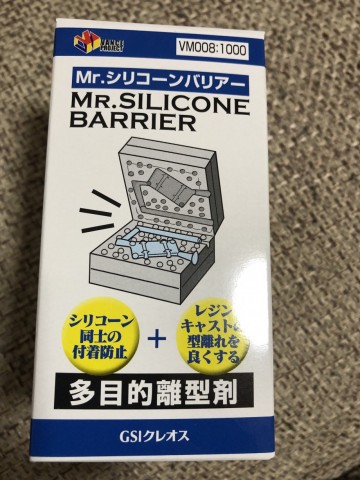 VANCE
PROJECT
VM008:1000
Mr.シリコーンバリアー
MR.SILICONE
BARRIER
シリコーン
同士の
付着防止
+
レジン
キャストの
型離れを
良くする
多目的離型剤
GSIクレオス